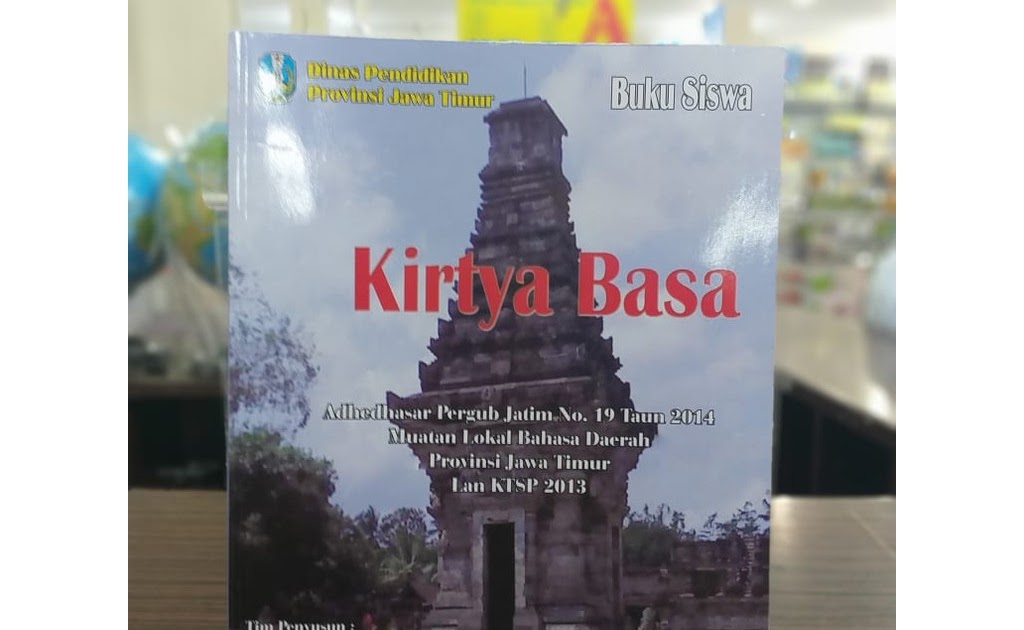 Dinas Pendidikan
Provinsi Jawa Timur
Buku Siswa
Kirtya Basa
Adhedhasar Pergub Jatim No. 19 Taun 2014
Muatan Lokal Bahasa Daerah
Provinsi Jawa Timur
Lan KTSP 2013
Tim Penyusun :